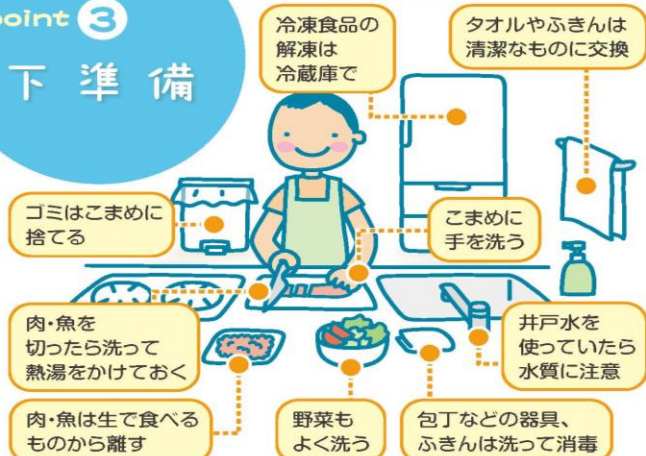 point 3
下準備
冷凍食品の
解凍は
冷蔵庫で
タオルやふきんは
清潔なものに交換
ゴミはこまめに
捨てる
こまめに
手を洗う
肉・魚を
切ったら洗って
熱湯をかけておく
井戸水を
使っていたら
水質に注意
肉・魚は生で食べる
ものから離す
野菜も
よく洗う
包丁などの器具、
ふきんは洗って消毒